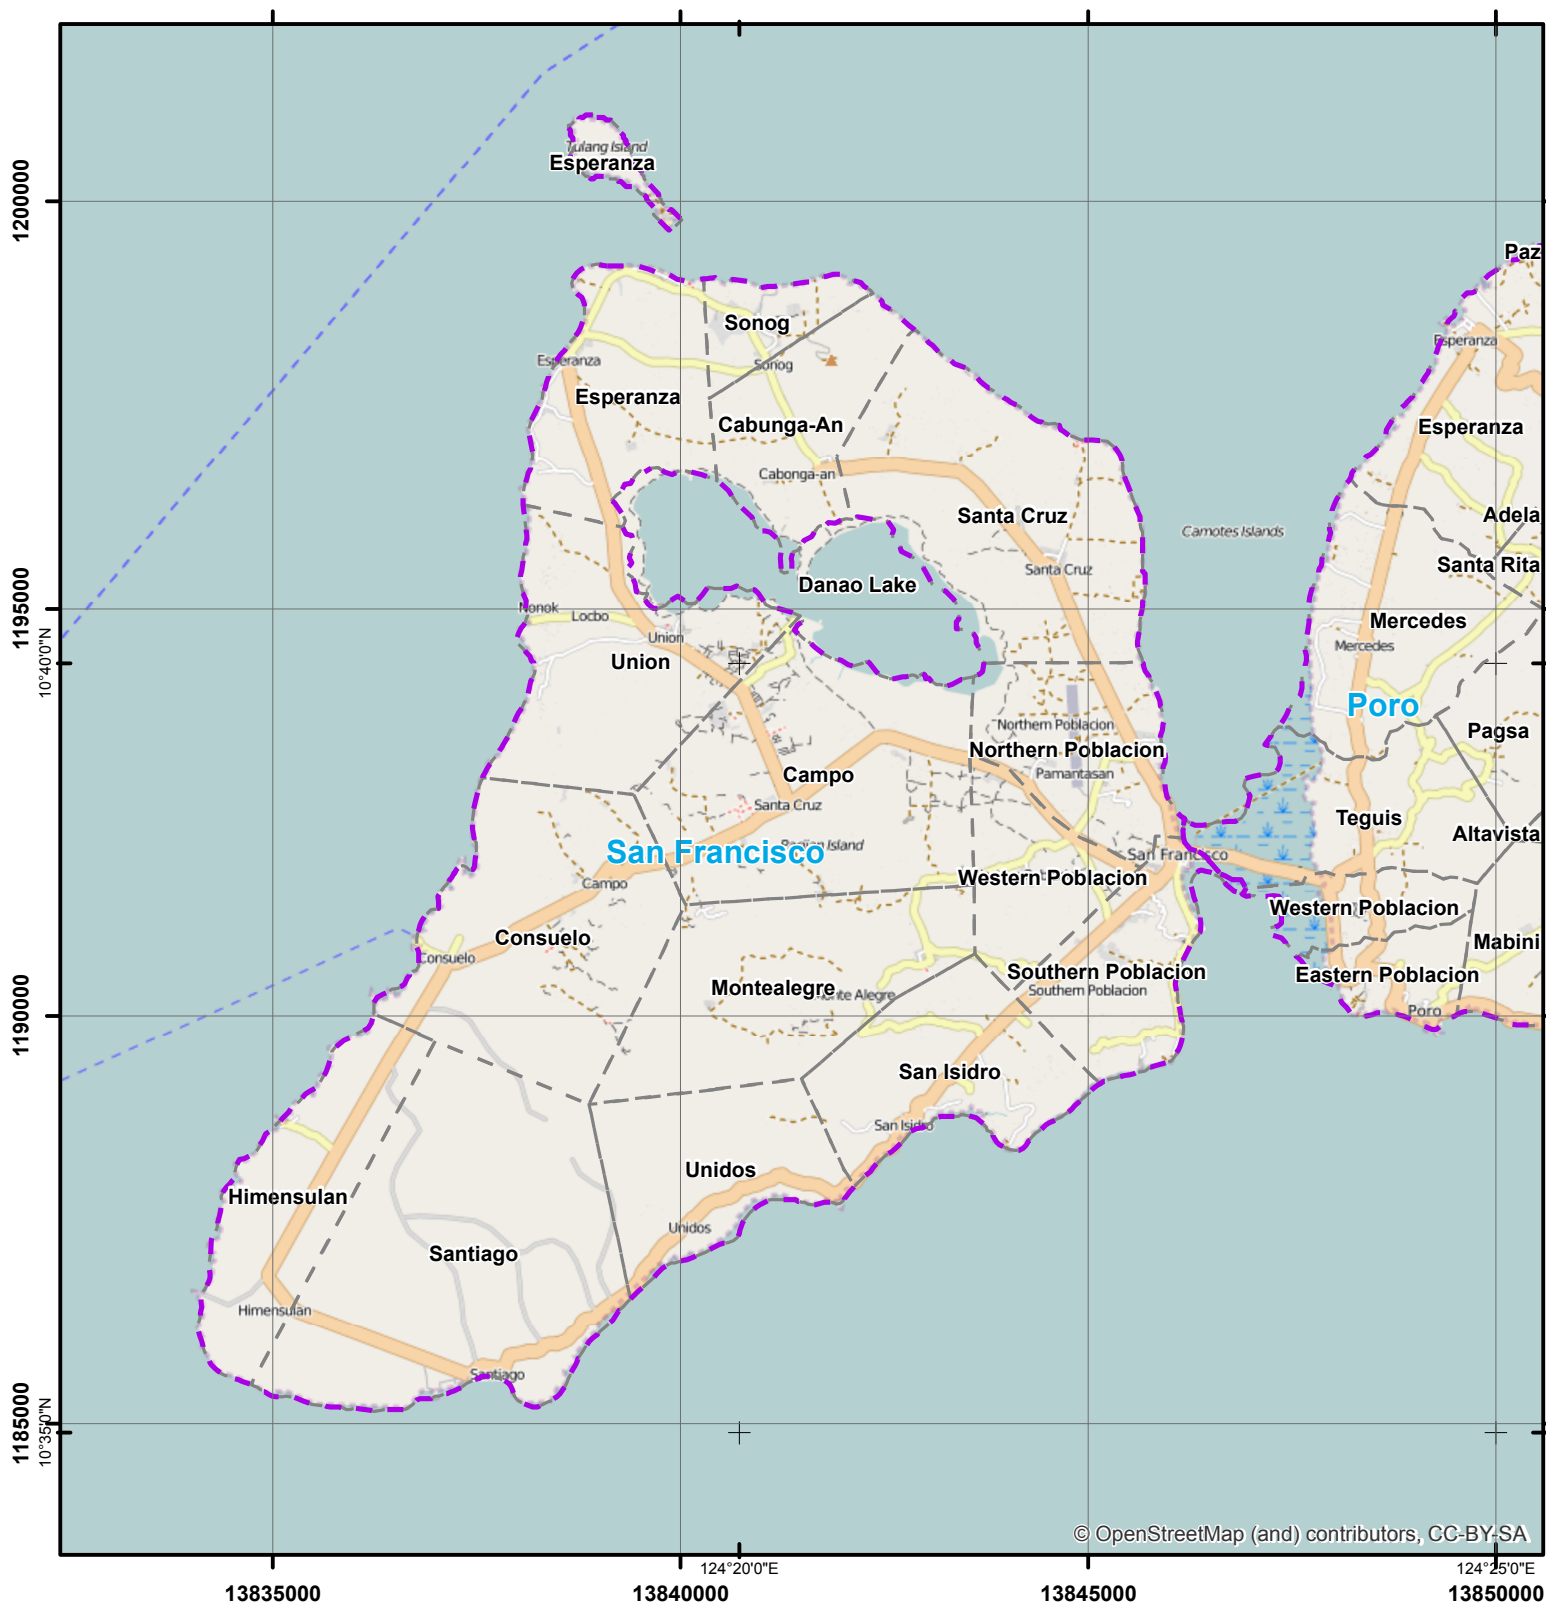 Tulang Island
Esperanza
1200000
Paz
Sonog
Esperanza
Esperanza
Sonog
Esperanza
Cabunga-An
Esperanza
Cabonga-an
Santa Cruz
Adela
Camotes Islands
Santa Rita
Santa Cruz
Danao Lake
1195000
Nonok
Locbo
Mercedes
Union
Mercedes
Union
10°40'0"N
Poro
Northern Poblacion
Pagsa
Northern Poblacion
Campo
Pamantasan
Santa Cruz
Teguis
Altavista
San Francisco
San Francisco
Campo
Western Poblacion
Western Poblacion
Consuelo
Mabini
Consuelo
Southern Poblacion
Eastern Poblacion
Montealegre
Monte Alegre
Southern Poblacion
Poro
1190000
San Isidro
San Isidro
Unidos
Himensulan
Unidos
Santiago
Himensulan
Santiago
1185000
10°35'0"N
© OpenStreetMap (and) contributors, CC-BY-SA
124°20'0"E
124°25'0"E
13835000
13840000
13845000
13850000